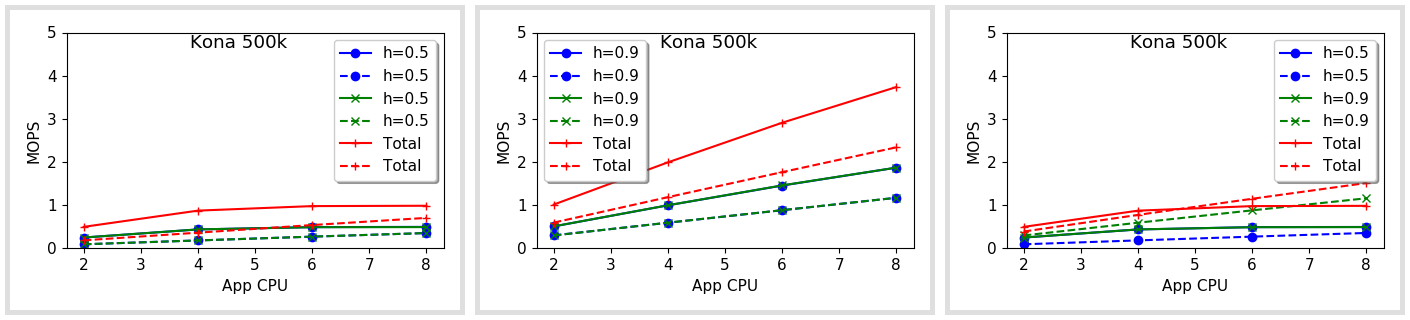 Kona 500k
5
4
3
2
1
0
MOPS
h=0.5
h=0.5
h=0.5
h=0.5
Total
Total
2 3 4 5 6 7 8
App CPU
Kona 500k
5
4
3
2
1
0
MOPS
h=0.9
h=0.9
h=0.9
h=0.9
Total
Total
2 3 4 5 6 7 8
App CPU
Kona 500k
5
4
3
2
1
0
MOPS
h=0.5
h=0.5
h=0.9
h=0.9
Total
Total
2 3 4 5 6 7 8
App CPU